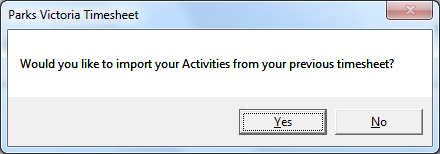 Parks Victoria Timesheet
Would you like to import your Activities from your previous timesheet?
Yes No